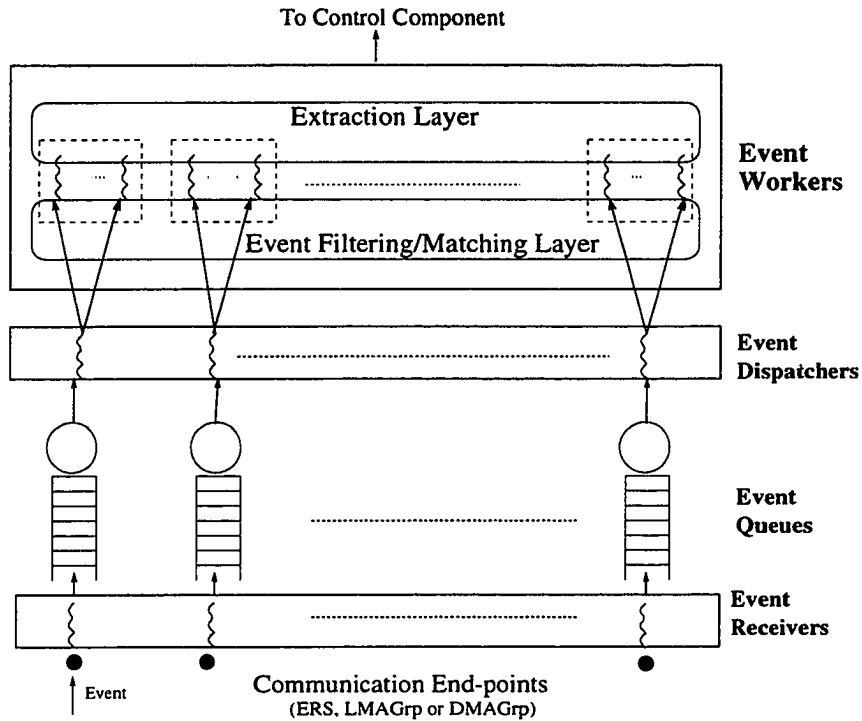 To Control Component
Extraction Layer
Event
Workers
Event Filtering/Matching Layer
Event
Dispatchers
Event
Queues
Event
Receivers
Event
Communication End-points
(ERS, LMAGrp or DMAGrp)